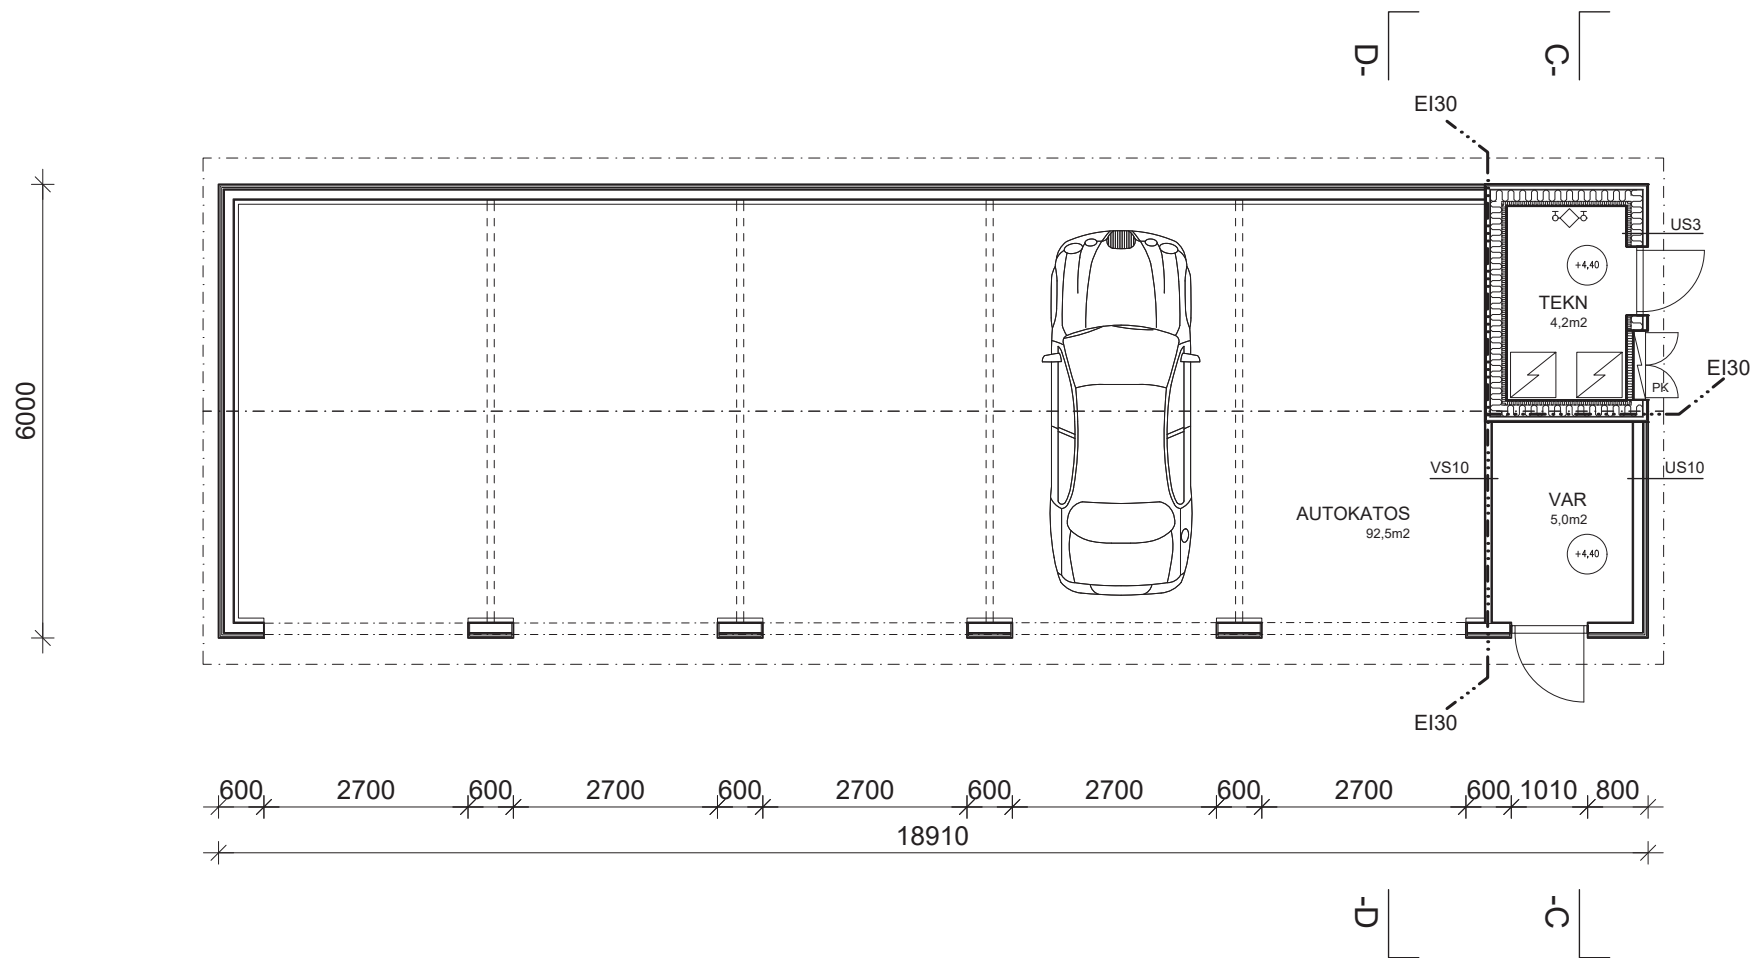 D-
C-
EI30
US3
+4,40
TEKN
4,2m2
EI30
PK
6000
VS10
US10
VAR
5,0m2
AUTOKATOS
92,5m2
+4,40
EI30
600 2700 600 2700 600 2700 600 2700 600 2700 600 1010 800
18910
-D
-C